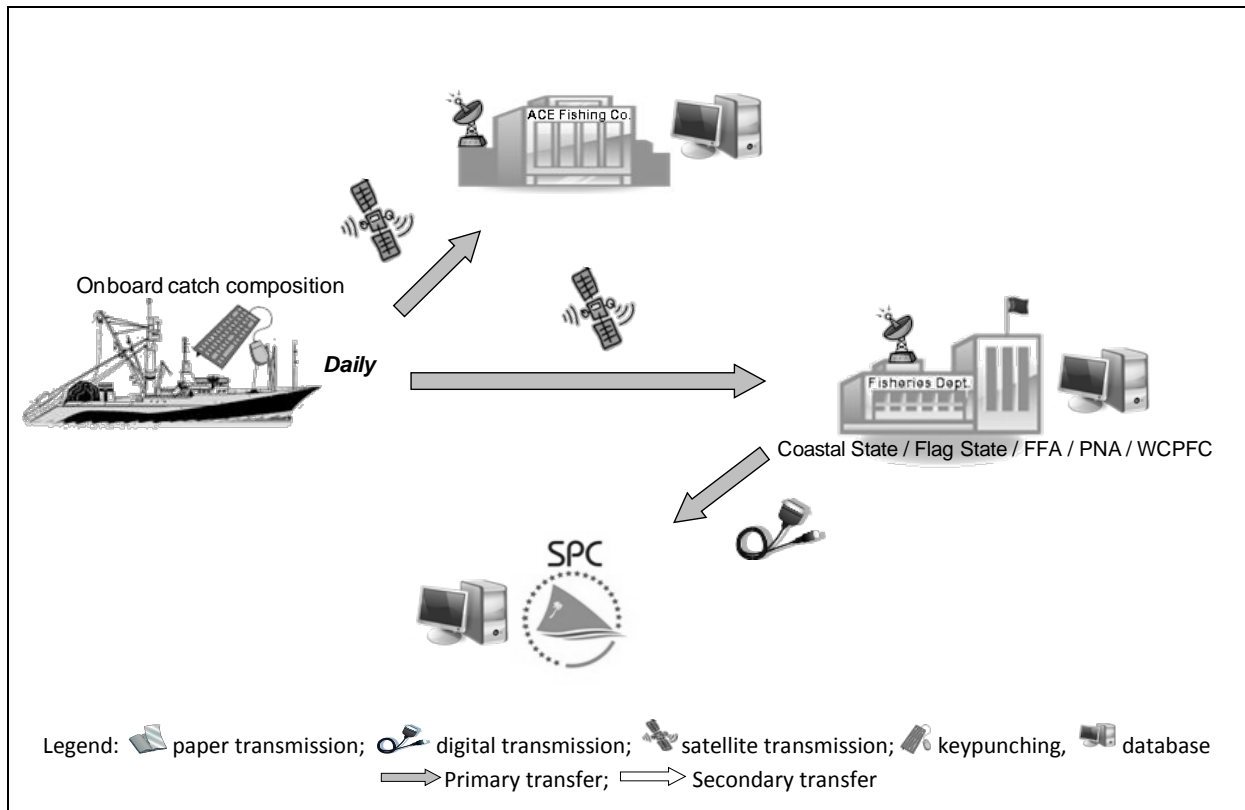 ACE Fishing Co.
Onboard catch composition
Daily
Fisheries Dept.
Coastal State / Flag State / FFA / PNA / WCPFC
SPC
Legend: paper transmission; digital transmission; satellite transmission; keypunching, database
Primary transfer; Secondary transfer